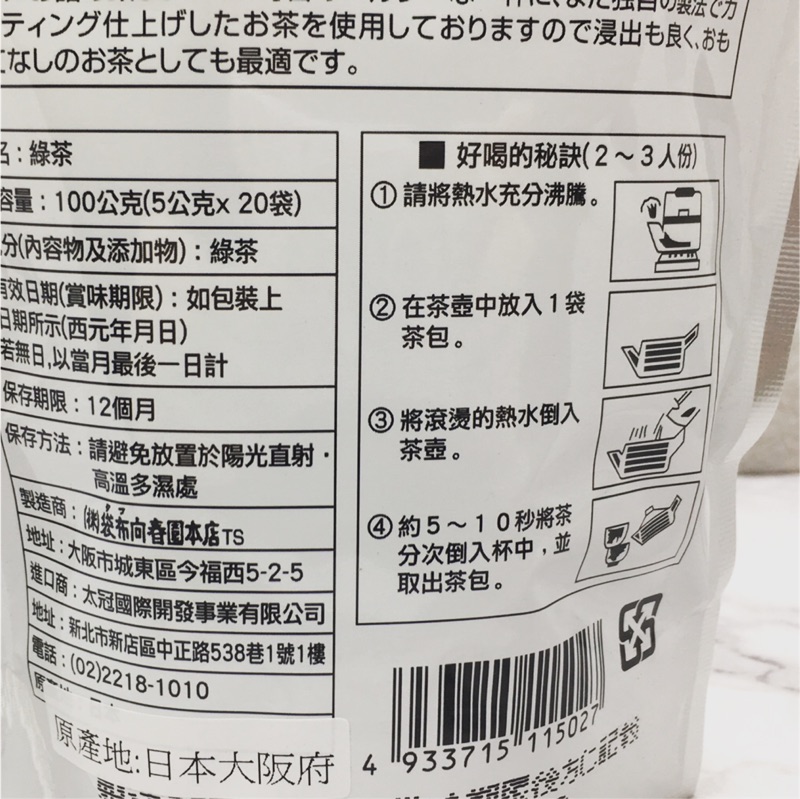 ティング仕上げしたお茶を使用しておりますので浸出も良く、おも
てなしのお茶としても最適です。
名：綠茶
容量：100公克(5公克x 20袋)
分(內容物及添加物)：綠茶
有效日期(賞味期限)：如包裝上
日期所示(西元年月日)
若無日,以當月最後一日計
保存期限：12個月
保存方法：請避免放置於陽光直射・
高溫多濕處
製造商：(株)袋布向春園本店TS
地址：大阪市城東區今福西5-2-5
進口商：太冠國際開發事業有限公司
地址：新北市新店區中正路538巷1號1樓
電話：(02)2218-1010
原產地:日本大阪府
■ 好喝的秘訣(2～3人份)
① 請將熱水充分沸騰。
② 在茶壺中放入1袋
茶包。
③ 將滾燙的熱水倒入
茶壺。
④ 約5～10秒將茶
分次倒入杯中，並
取出茶包。
4 933715 115027